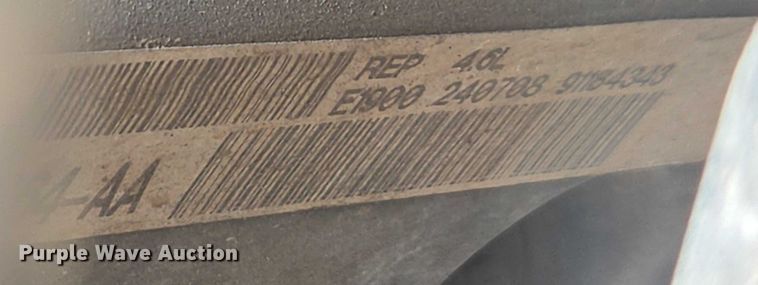 REP 4.6L
E1900 240708 91184343
-AA
Purple Wave Auction